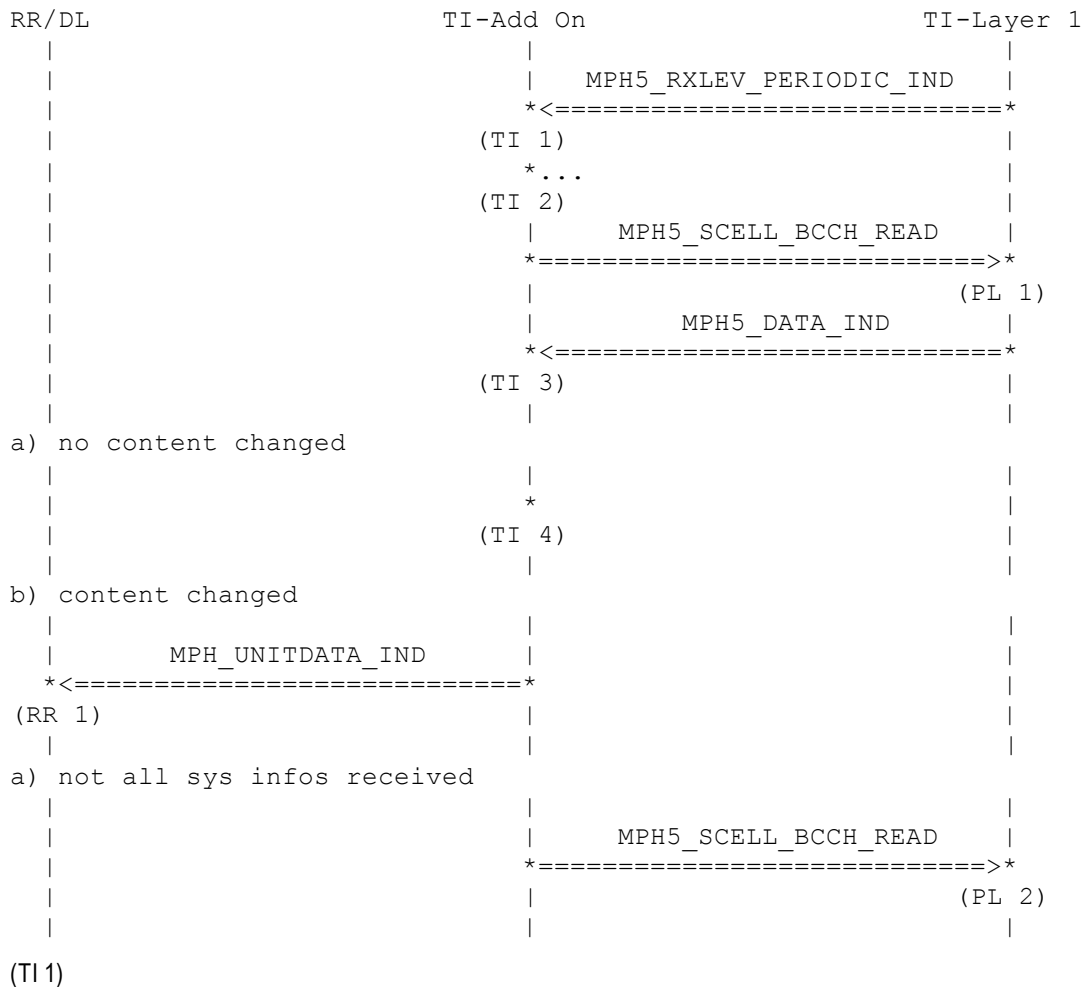 RR/DL                      TI-Add On                     TI-Layer 1
  |                             |                             |
  |                             |   MPH5_RXLEV_PERIODIC_IND   |
  |                             *<============================*
  |                          (TI 1)                           |
  |                             *...                          |
  |                          (TI 2)                           |
  |                             |     MPH5_SCELL_BCCH_READ    |
  |                             *============================>*
  |                             |                          (PL 1)
  |                             |         MPH5_DATA_IND       |
  |                             *<============================*
  |                          (TI 3)                           |
  |                             |                             |
a) no content changed
  |                             |                             |
  |                             *                             |
  |                          (TI 4)                           |
  |                             |                             |
b) content changed
  |                             |                             |
  |       MPH_UNITDATA_IND      |                             |
  *<============================*                             |
(RR 1)                          |                             |
  |                             |                             |
a) not all sys infos received
  |                             |                             |
  |                             |     MPH5_SCELL_BCCH_READ    |
  |                             *============================>*
  |                             |                          (PL 2)
  |                             |                             |
(TI 1)